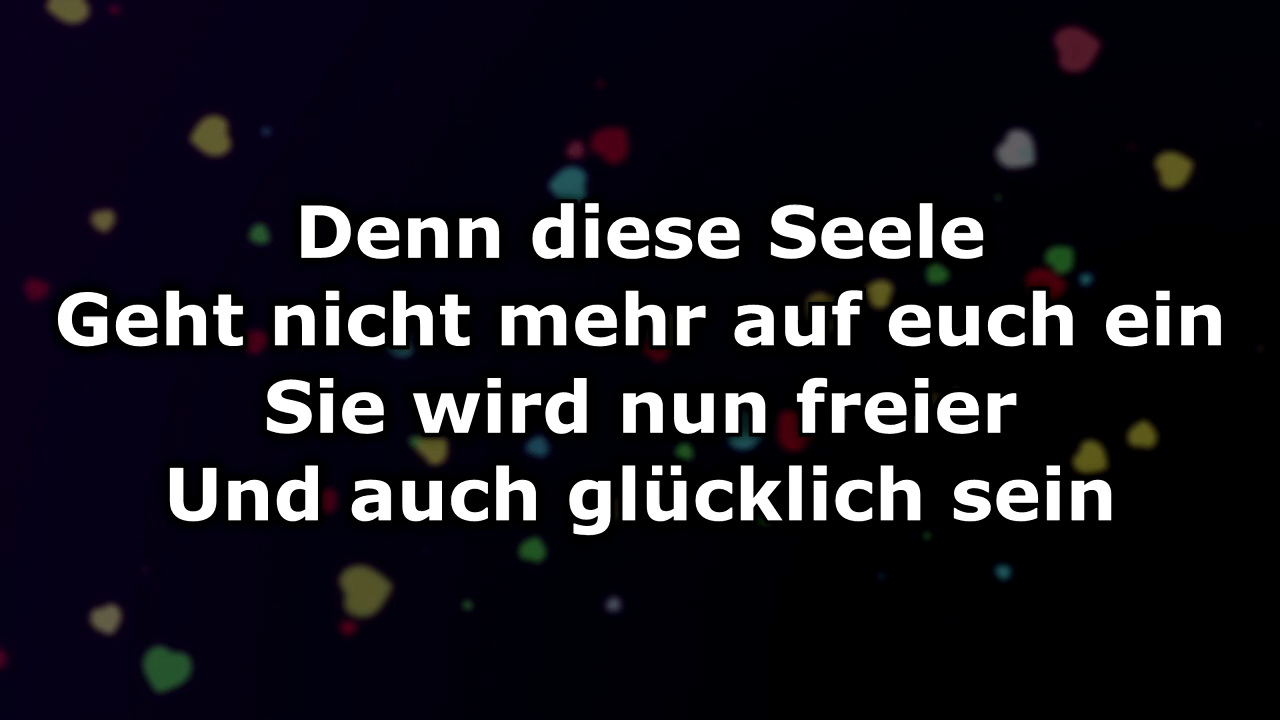 Denn diese Seele
Geht nicht mehr auf euch ein
Sie wird nun freier
Und auch glücklich sein